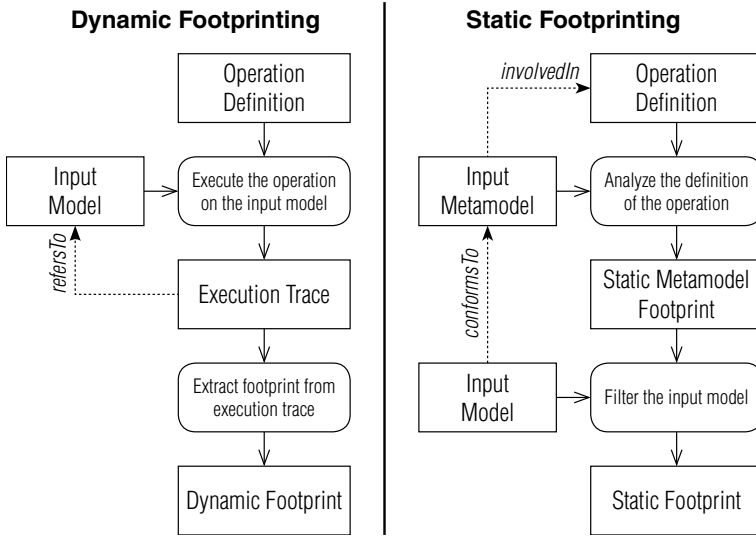 Dynamic Footprinting
Operation
Definition
Input
Model
Execute the operation
on the input model
refersTo
Execution Trace
Extract footprint from
execution trace
Dynamic Footprint
Static Footprinting
involvedIn
Operation
Definition
Input
Metamodel
Analyze the definition
of the operation
conformsTo
Static Metamodel
Footprint
Input
Model
Filter the input model
Static Footprint